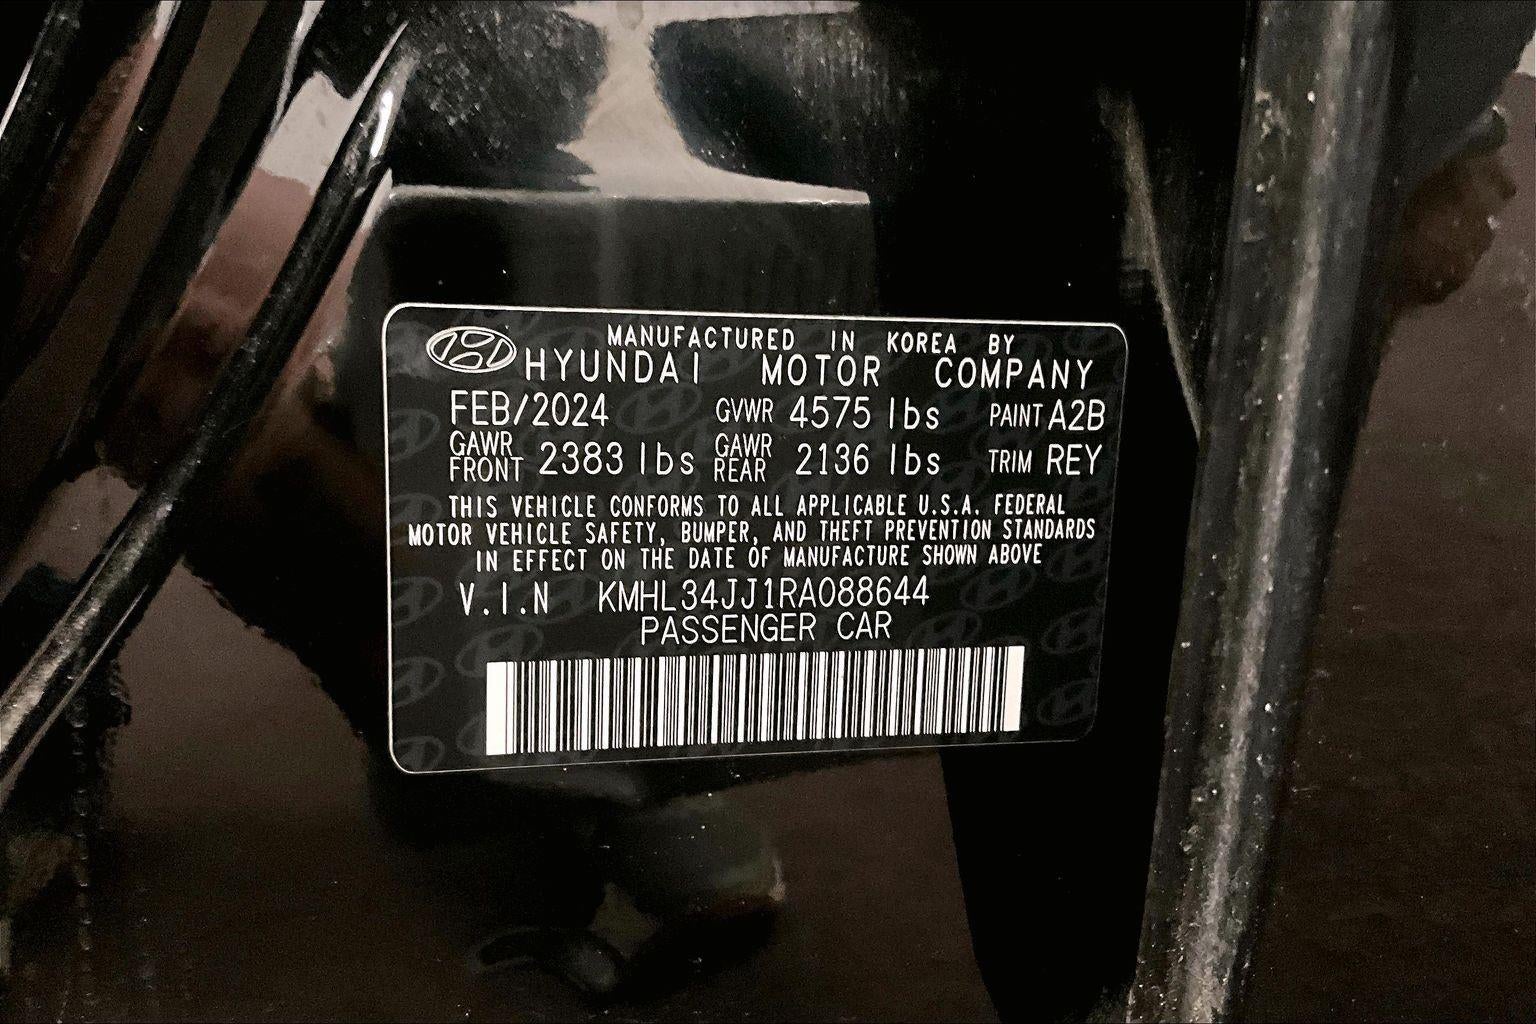 MANUFACTURED IN KOREA BY
HYUNDAI MOTOR COMPANY
FEB/2024 GVWR 4575 lbs PAINT A2B
GAWR FRONT 2383 lbs GAWR REAR 2136 lbs TRIM REY
THIS VEHICLE CONFORMS TO ALL APPLICABLE U.S.A. FEDERAL
MOTOR VEHICLE SAFETY, BUMPER, AND THEFT PREVENTION STANDARDS
IN EFFECT ON THE DATE OF MANUFACTURE SHOWN ABOVE
V.I.N KMHL34JJ1RA088644
PASSENGER CAR